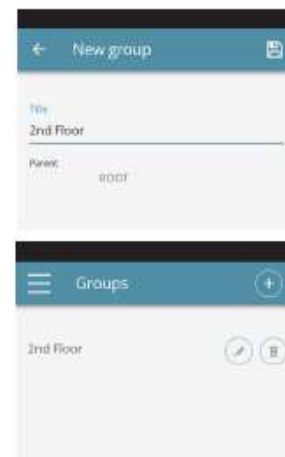 New group
Title
2nd Floor
Parent
ROOT
Groups
2nd Floor